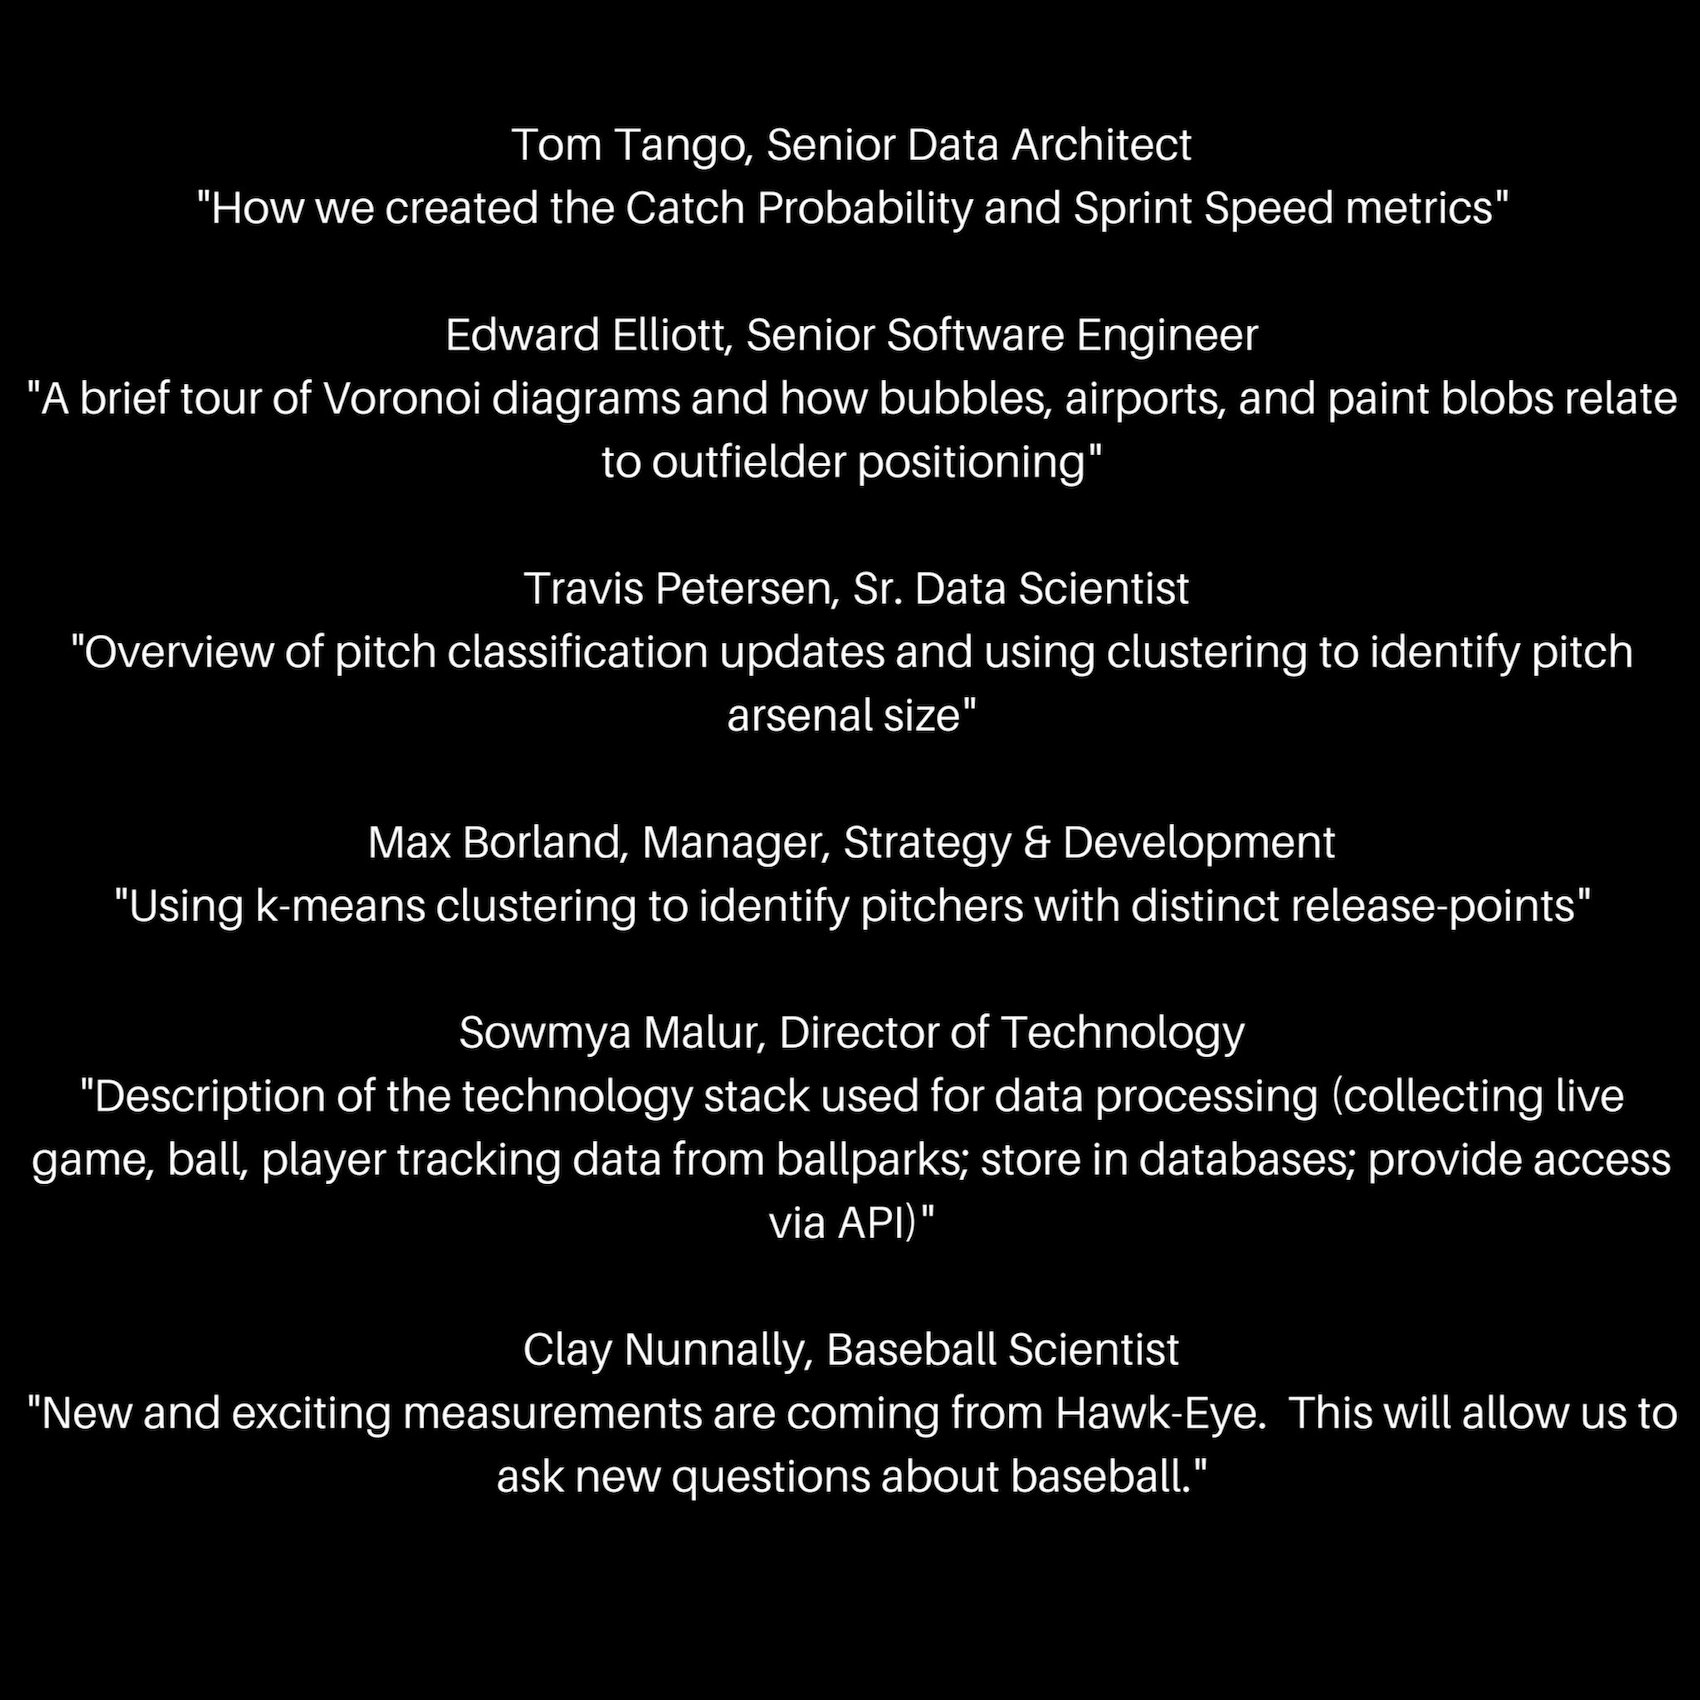 Tom Tango, Senior Data Architect
"How we created the Catch Probability and Sprint Speed metrics"
Edward Elliott, Senior Software Engineer
"A brief tour of Voronoi diagrams and how bubbles, airports, and paint blobs relate
to outfielder positioning"
Travis Petersen, Sr. Data Scientist
"Overview of pitch classification updates and using clustering to identify pitch
arsenal size"
Max Borland, Manager, Strategy & Development
"Using k-means clustering to identify pitchers with distinct release-points"
Sowmya Malur, Director of Technology
"Description of the technology stack used for data processing (collecting live
game, ball, player tracking data from ballparks; store in databases; provide access
via API)"
Clay Nunnally, Baseball Scientist
"New and exciting measurements are coming from Hawk-Eye.  This will allow us to
ask new questions about baseball."